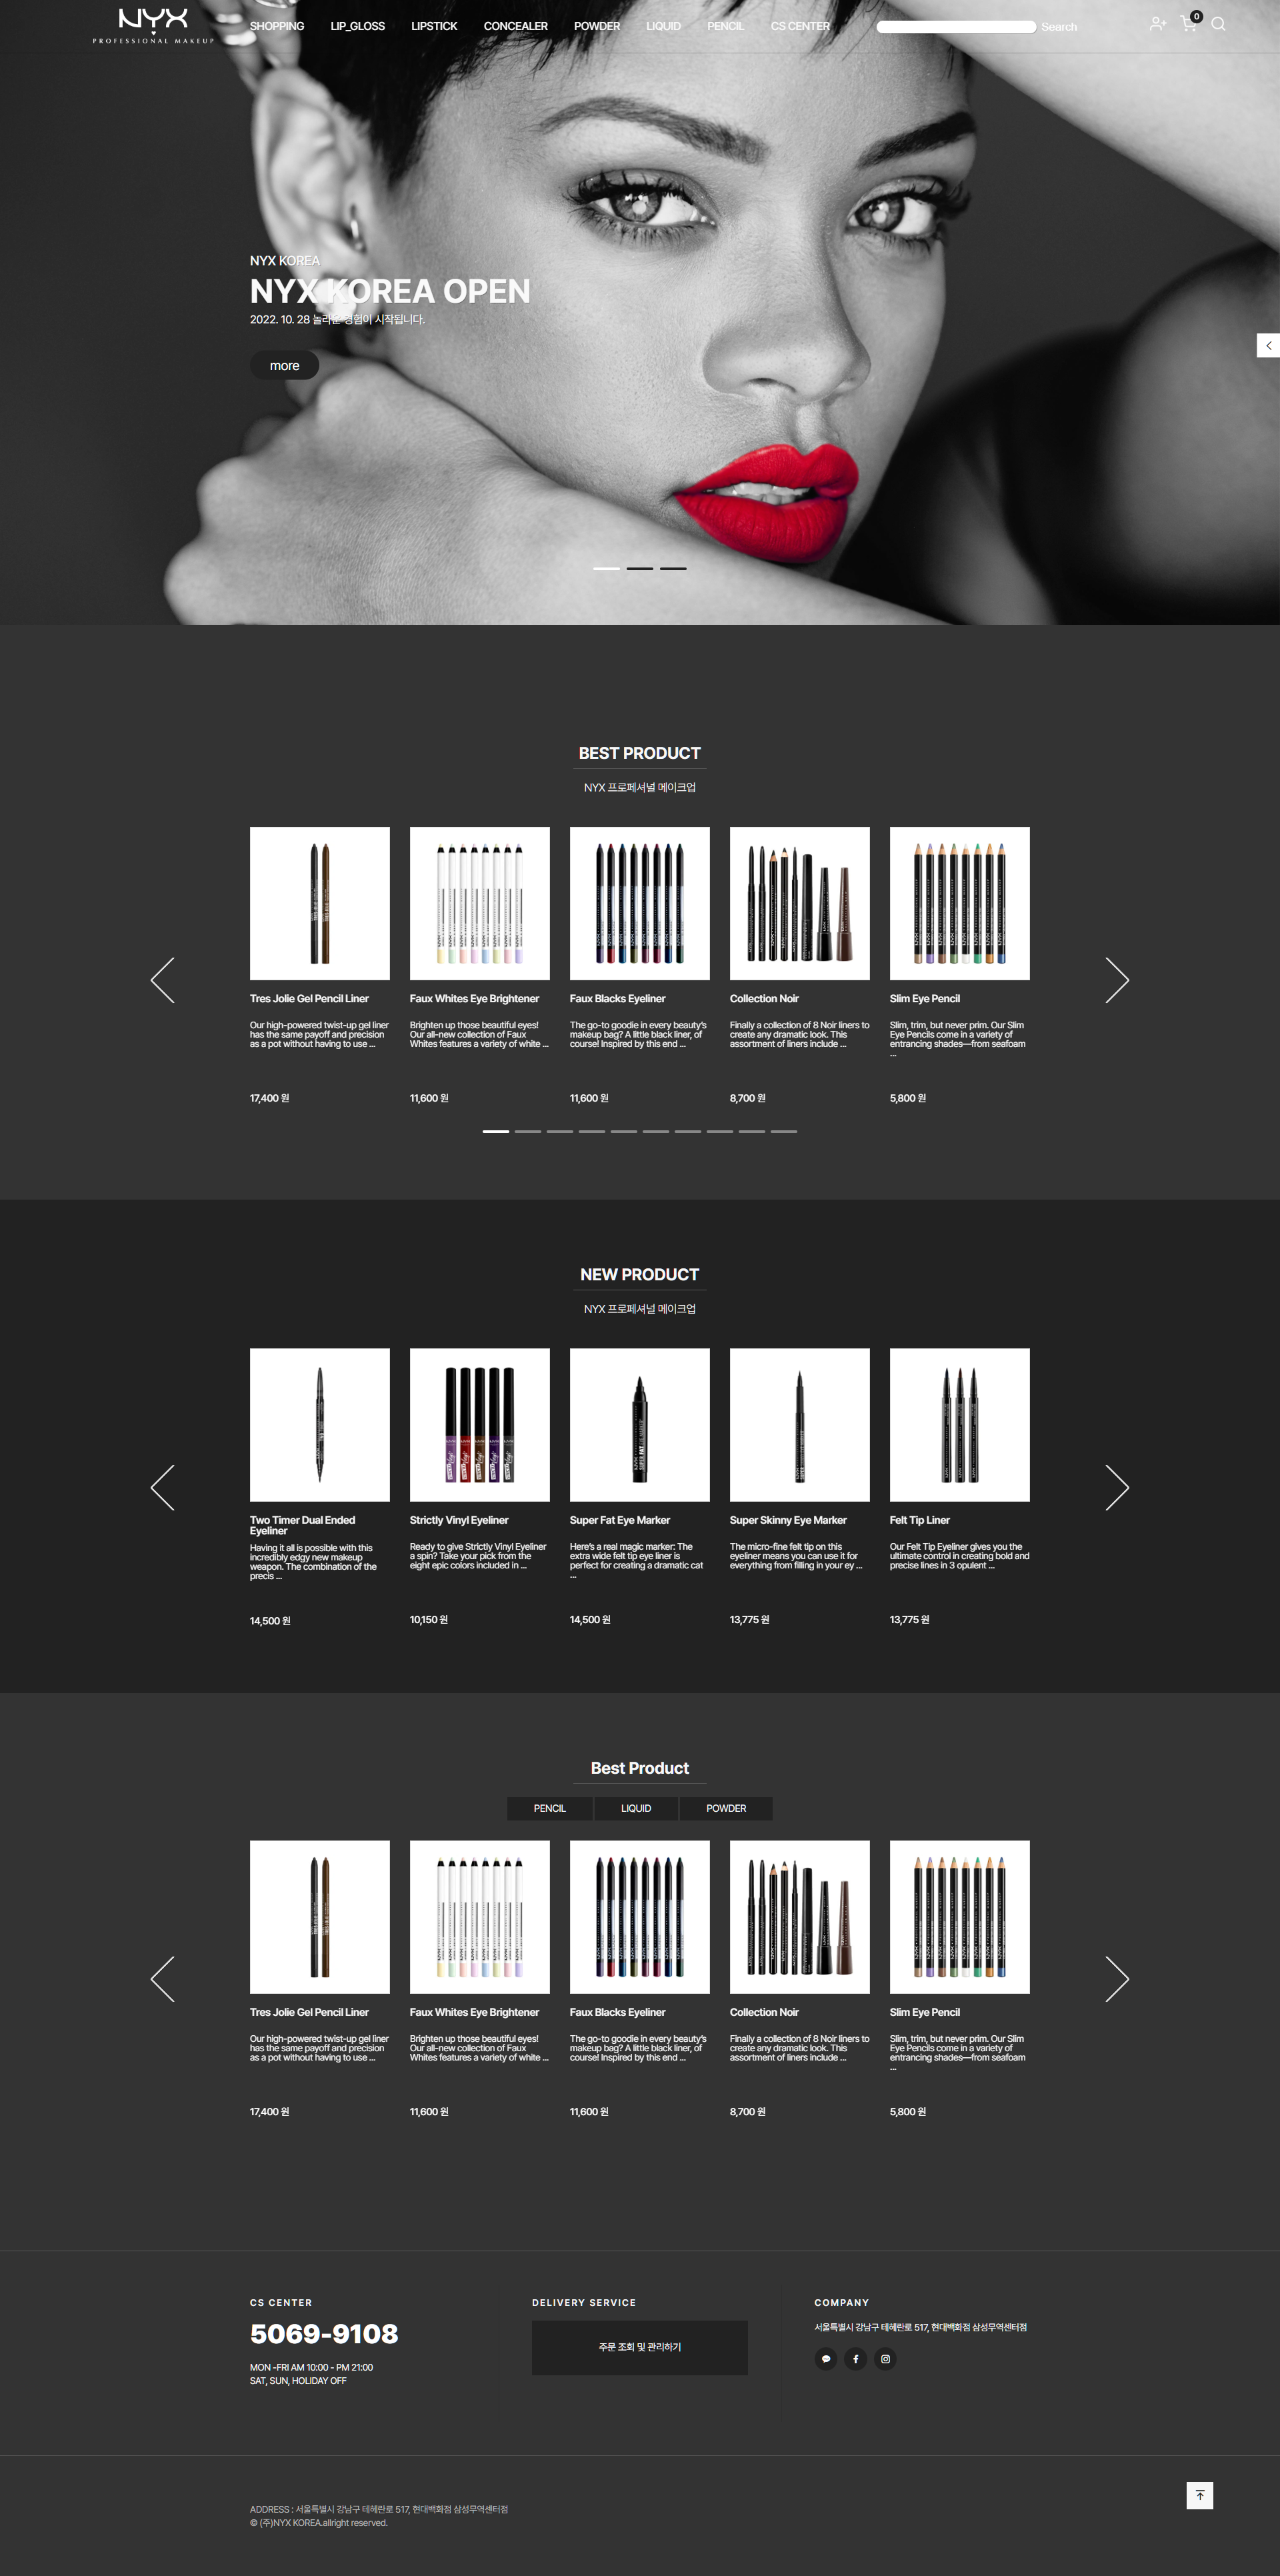 NYX
PROFESSIONAL MAKEUP
SHOPPING LIP_GLOSS LIPSTICK CONCEALER POWDER LIQUID PENCIL CS CENTER Search 0
NYX KOREA
NYX KOREA OPEN
2022. 10. 28 놀라운 경험이 시작됩니다.
more
BEST PRODUCT
NYX 프로페셔널 메이크업
Tres Jolie Gel Pencil Liner
Our high-powered twist-up gel liner
has the same payoff and precision
as a pot without having to use ...
17,400 원
Faux Whites Eye Brightener
Brighten up those beautiful eyes!
Our all-new collection of Faux
Whites features a variety of white ...
11,600 원
Faux Blacks Eyeliner
The go-to goodie in every beauty's
makeup bag? A little black liner, of
course! Inspired by this end ...
11,600 원
Collection Noir
Finally a collection of 8 Noir liners to
create any dramatic look. This
assortment of liners include ...
8,700 원
Slim Eye Pencil
Slim, trim, but never prim. Our Slim
Eye Pencils come in a variety of
entrancing shades—from seafoam
...
5,800 원
NEW PRODUCT
NYX 프로페셔널 메이크업
Two Timer Dual Ended
Eyeliner
Having it all is possible with this
incredibly edgy new makeup
weapon. The combination of the
precis ...
14,500 원
Strictly Vinyl Eyeliner
Ready to give Strictly Vinyl Eyeliner
a spin? Take your pick from the
eight epic colors included in ...
10,150 원
Super Fat Eye Marker
Here's a real magic marker: The
extra wide felt tip eye liner is
perfect for creating a dramatic cat
...
14,500 원
Super Skinny Eye Marker
The micro-fine felt tip on this
eyeliner means you can use it for
everything from filling in your ey ...
13,775 원
Felt Tip Liner
Our Felt Tip Eyeliner gives you the
ultimate control in creating bold and
precise lines in 3 opulent ...
13,775 원
Best Product
PENCIL LIQUID POWDER
Tres Jolie Gel Pencil Liner
Our high-powered twist-up gel liner
has the same payoff and precision
as a pot without having to use ...
17,400 원
Faux Whites Eye Brightener
Brighten up those beautiful eyes!
Our all-new collection of Faux
Whites features a variety of white ...
11,600 원
Faux Blacks Eyeliner
The go-to goodie in every beauty's
makeup bag? A little black liner, of
course! Inspired by this end ...
11,600 원
Collection Noir
Finally a collection of 8 Noir liners to
create any dramatic look. This
assortment of liners include ...
8,700 원
Slim Eye Pencil
Slim, trim, but never prim. Our Slim
Eye Pencils come in a variety of
entrancing shades—from seafoam
...
5,800 원
CS CENTER
5069-9108
MON -FRI AM 10:00 - PM 21:00
SAT, SUN, HOLIDAY OFF
DELIVERY SERVICE
주문 조회 및 관리하기
COMPANY
서울특별시 강남구 테헤란로 517, 현대백화점 삼성무역센터점
ADDRESS : 서울특별시 강남구 테헤란로 517, 현대백화점 삼성무역센터점
© (주)NYX KOREA.allright reserved.